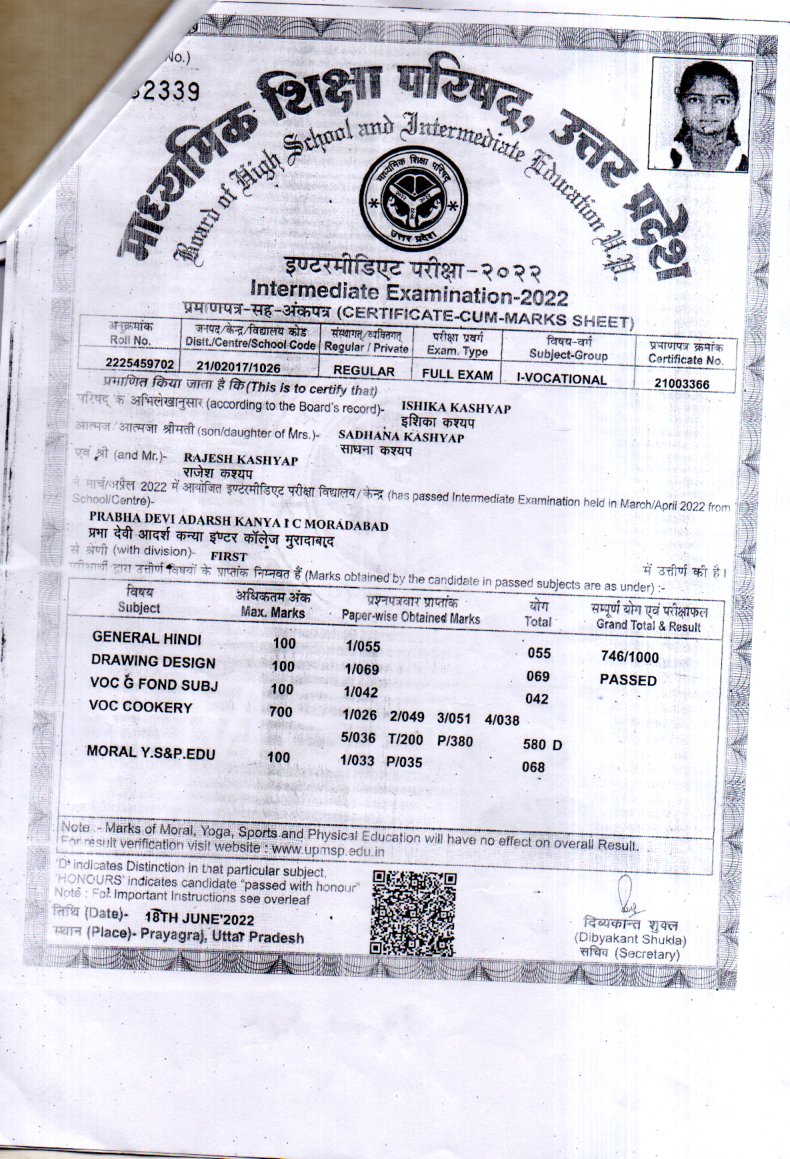 No.)
2339
माध्यमिक शिक्षा परिषद्, उत्तर प्रदेश
Board of High School and Intermediate Education U.P.
माध्यमिक शिक्षा परिषद
उत्तर प्रदेश
इण्टरमीडिएट परीक्षा-२०२२
Intermediate Examination-2022
प्रमाणपत्र-सह-अंकपत्र (CERTIFICATE-CUM-MARKS SHEET)
अनुक्रमांक जनपद/केन्द्र/विद्यालय कोड संस्थागत/व्यक्तिगत परीक्षा प्रवर्ग विषय-वर्ग प्रमाणपत्र क्रमांक
Roll No. Distt./Centre/School Code Regular / Private Exam. Type Subject-Group Certificate No.
2225459702 21/02017/1026 REGULAR FULL EXAM I-VOCATIONAL 21003366
प्रमाणित किया जाता है कि(This is to certify that)
परिषद् के अभिलेखानुसार (according to the Board's record)- ISHIKA KASHYAP
इशिका कश्यप
आत्मज/आत्मजा श्रीमती (son/daughter of Mrs.)- SADHANA KASHYAP
साधना कश्यप
एवं श्री (and Mr.)- RAJESH KASHYAP
राजेश कश्यप
ने मार्च/अप्रैल 2022 में आयोजित इण्टरमीडिएट परीक्षा विद्यालय/केन्द्र (has passed Intermediate Examination held in March/April 2022 from
School/Centre)-
PRABHA DEVI ADARSH KANYA I C MORADABAD
प्रभा देवी आदर्श कन्या इण्टर कॉलेज मुरादाबाद
से श्रेणी (with division)- FIRST में उत्तीर्ण की है।
परीक्षार्थी द्वारा उत्तीर्ण विषयों के प्राप्तांक निम्नवत हैं (Marks obtained by the candidate in passed subjects are as under) :-
विषय अधिकतम अंक प्रश्नपत्रवार प्राप्तांक योग सम्पूर्ण योग एवं परीक्षाफल
Subject Max. Marks Paper-wise Obtained Marks Total Grand Total & Result
GENERAL HINDI 100 1/055 055 746/1000
DRAWING DESIGN 100 1/069 069 PASSED
VOC G FOND SUBJ 100 1/042 042
VOC COOKERY 700 1/026 2/049 3/051 4/038
5/036 T/200 P/380 580 D
MORAL Y.S&P.EDU 100 1/033 P/035 068
Note :- Marks of Moral, Yoga, Sports and Physical Education will have no effect on overall Result.
For result verification visit website : www.upmsp.edu.in
'D' indicates Distinction in that particular subject.
'HONOURS' indicates candidate "passed with honour"
Note : For Important Instructions see overleaf
तिथि (Date)- 18TH JUNE'2022
स्थान (Place)- Prayagraj, Uttar Pradesh
दिव्यकान्त शुक्ल
(Dibyakant Shukla)
सचिव (Secretary)